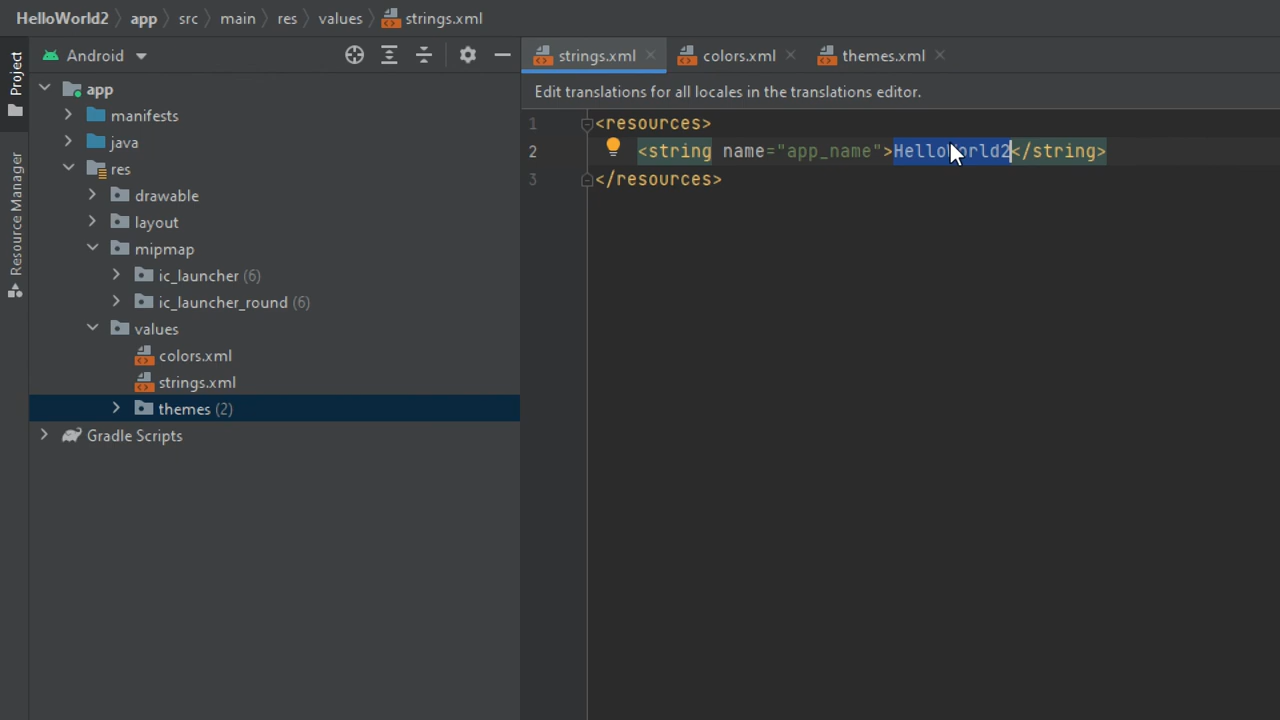 HelloWorld2 app src main res values strings.xml
Project
Resource Manager
Android
app
manifests
java
res
drawable
layout
mipmap
ic_launcher (6)
ic_launcher_round (6)
values
colors.xml
strings.xml
themes (2)
Gradle Scripts
strings.xml colors.xml themes.xml
Edit translations for all locales in the translations editor.
1 <resources>
2 <string name="app_name">HelloWorld2</string>
3 </resources>